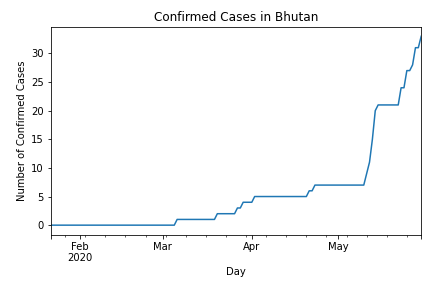 Confirmed Cases in Bhutan
Number of Confirmed Cases
30
25
20
15
10
5
0
Feb
2020
Mar
Apr
May
Day